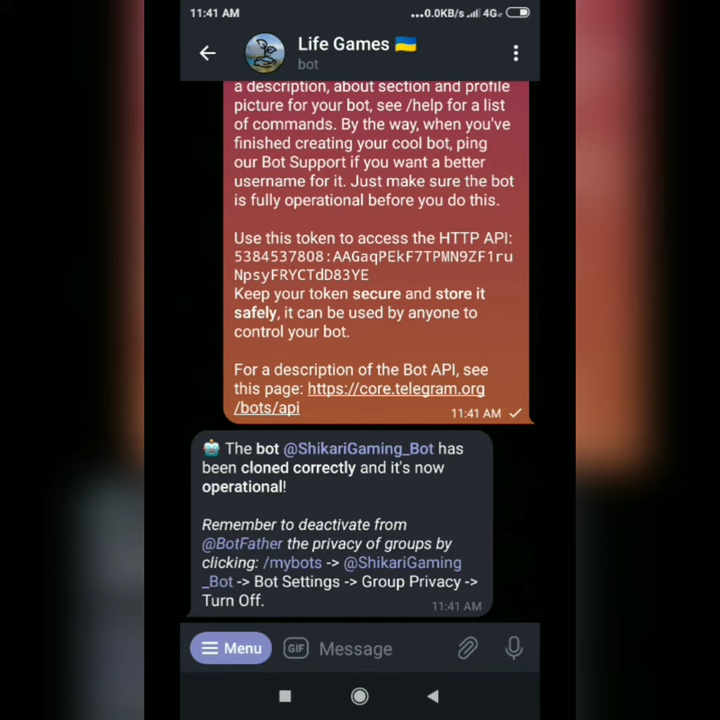 11:41 AM
...0.0KB/s 4G
Life Games 🇺🇦
bot
a description, about section and profile
picture for your bot, see /help for a list
of commands. By the way, when you've
finished creating your cool bot, ping
our Bot Support if you want a better
username for it. Just make sure the bot
is fully operational before you do this.
Use this token to access the HTTP API:
5384537808:AAGaqPEkF7TPMN9ZF1ru
NpsyFRYCTdD83YE
Keep your token secure and store it
safely, it can be used by anyone to
control your bot.
For a description of the Bot API, see
this page: https://core.telegram.org
/bots/api
11:41 AM
🤖 The bot @ShikariGaming_Bot has
been cloned correctly and it's now
operational!
Remember to deactivate from
@BotFather the privacy of groups by
clicking: /mybots -> @ShikariGaming
_Bot -> Bot Settings -> Group Privacy ->
Turn Off.
11:41 AM
Menu GIF Message